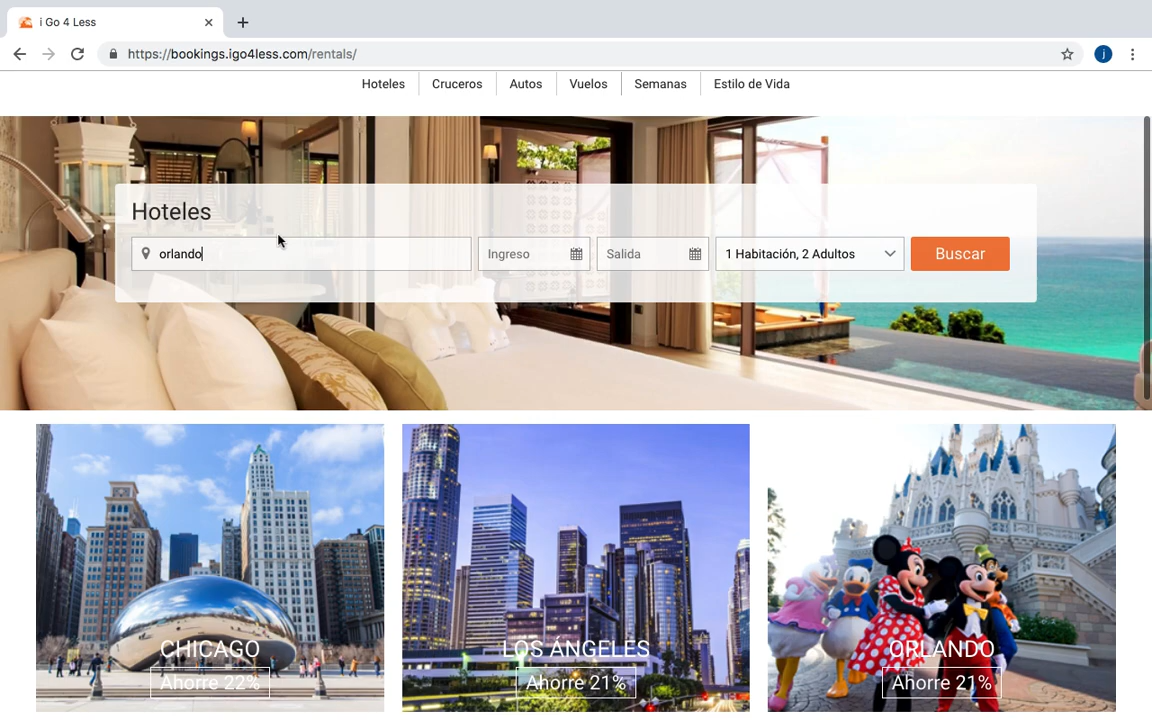 i Go 4 Less
https://bookings.igo4less.com/rentals/
j
Hoteles
Cruceros
Autos
Vuelos
Semanas
Estilo de Vida
Hoteles
orlando
Ingreso
Salida
1 Habitación, 2 Adultos
Buscar
CHICAGO
Ahorre 22%
LOS ÁNGELES
Ahorre 21%
ORLANDO
Ahorre 21%